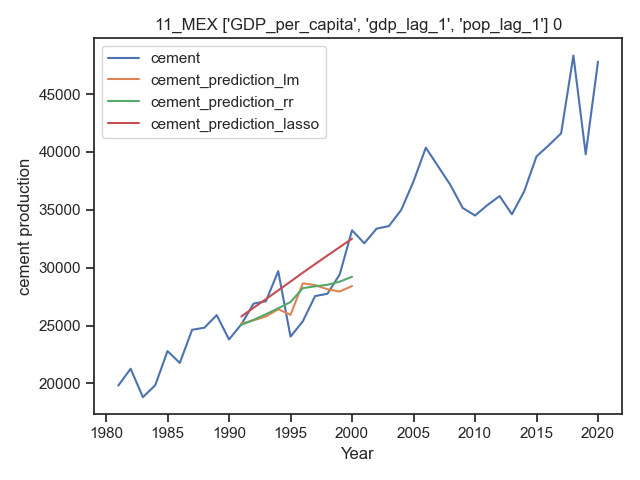 11_MEX ['GDP_per_capita', 'gdp_lag_1', 'pop_lag_1'] 0
cement
cement_prediction_lm
cement_prediction_rr
cement_prediction_lasso
45000
40000
35000
30000
25000
20000
cement production
1980 1985 1990 1995 2000 2005 2010 2015 2020
Year